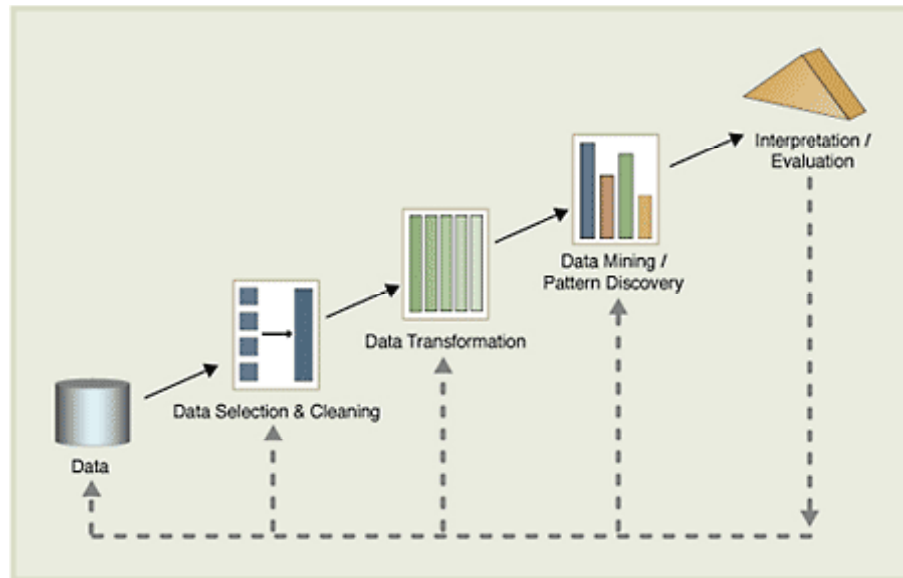 Interpretation /
Evaluation
Data Mining /
Pattern Discovery
Data Transformation
Data Selection & Cleaning
Data